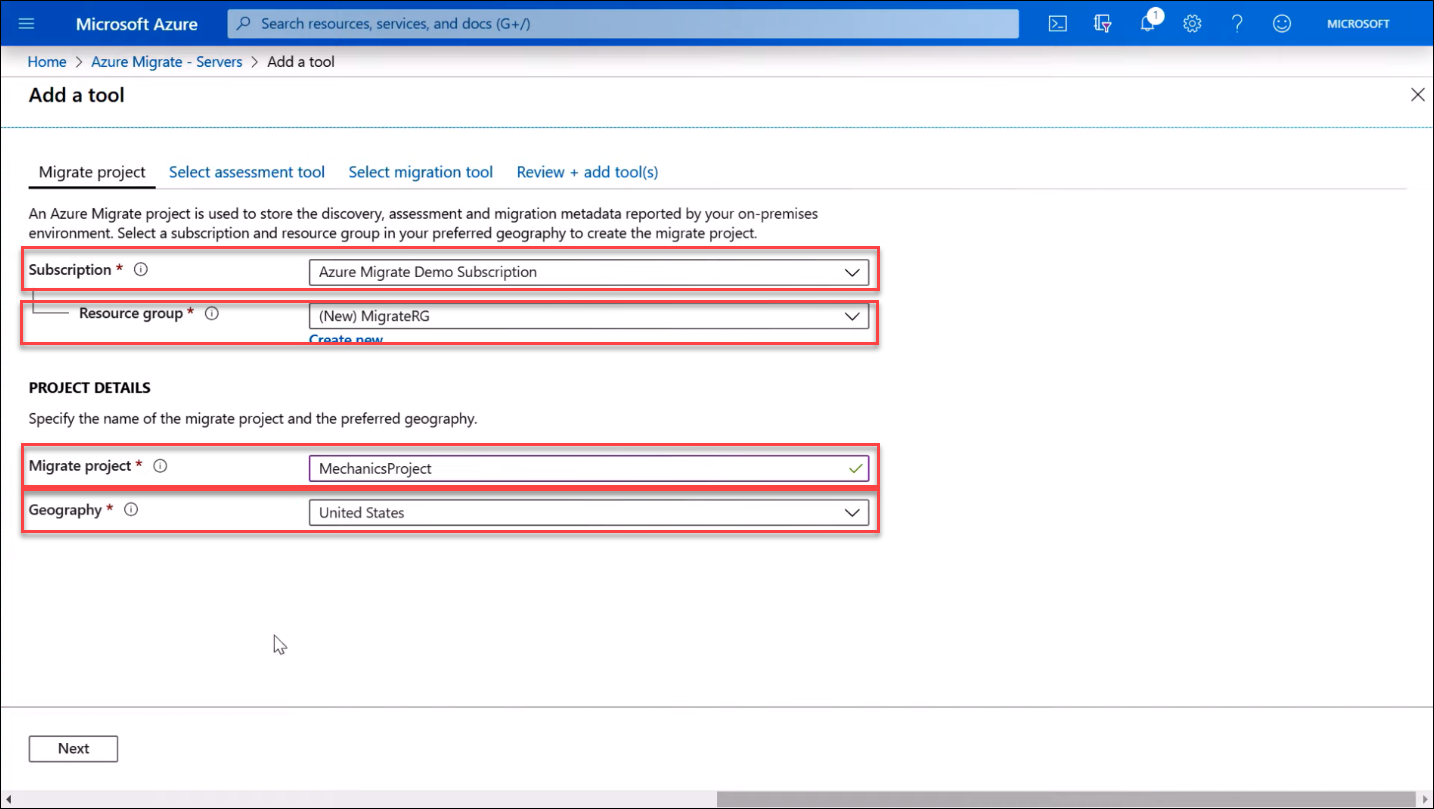 Microsoft Azure
Search resources, services, and docs (G+/)
1
MICROSOFT
Home > Azure Migrate - Servers > Add a tool
Add a tool
Migrate project Select assessment tool Select migration tool Review + add tool(s)
An Azure Migrate project is used to store the discovery, assessment and migration metadata reported by your on-premises
environment. Select a subscription and resource group in your preferred geography to create the migrate project.
Subscription * Azure Migrate Demo Subscription
Resource group * (New) MigrateRG
Create new
PROJECT DETAILS
Specify the name of the migrate project and the preferred geography.
Migrate project * MechanicsProject
Geography * United States
Next